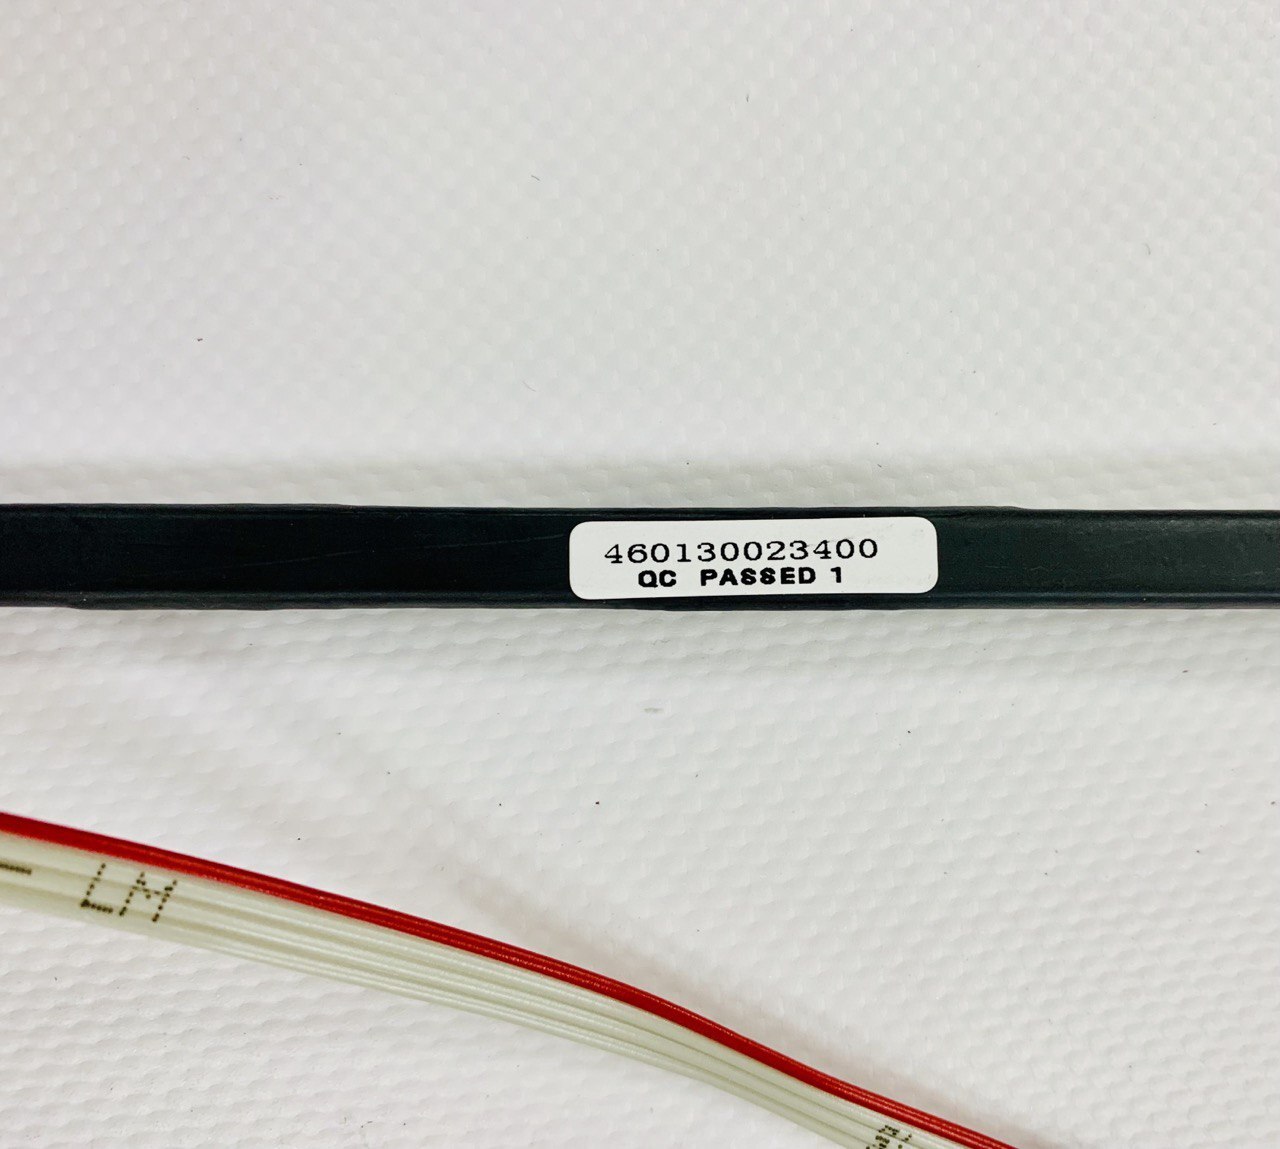 460130023400
QC PASSED 1
- LM